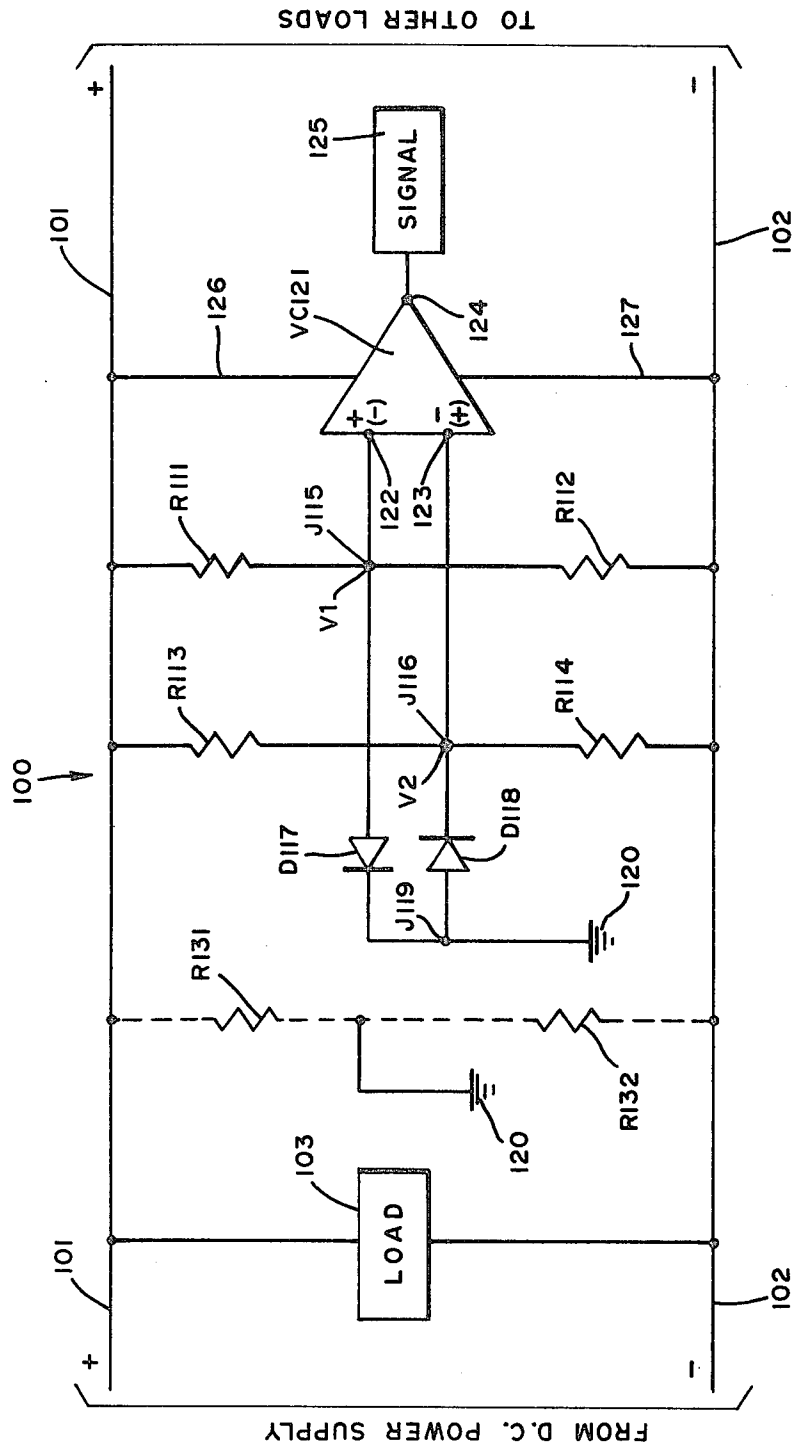 100
FROM D.C. POWER SUPPLY
+
101
−
102
LOAD
103
R131
120
R132
J119
120
D117
D118
R113
J116
V2
R114
R111
J115
V1
R112
122
123
+
(-)
−
(+)
VC121
126
124
127
SIGNAL
125
101
+
102
−
TO OTHER LOADS